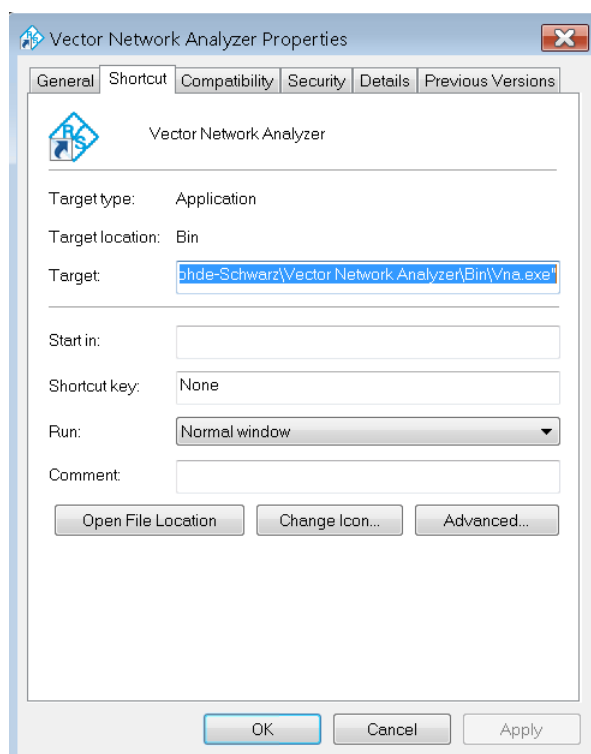 Vector Network Analyzer Properties
General Shortcut Compatibility Security Details Previous Versions
RS
Vector Network Analyzer
Target type: Application
Target location: Bin
Target: ohde-Schwarz\Vector Network Analyzer\Bin\Vna.exe"
Start in:
Shortcut key: None
Run: Normal window
Comment:
Open File Location Change Icon... Advanced...
OK Cancel Apply